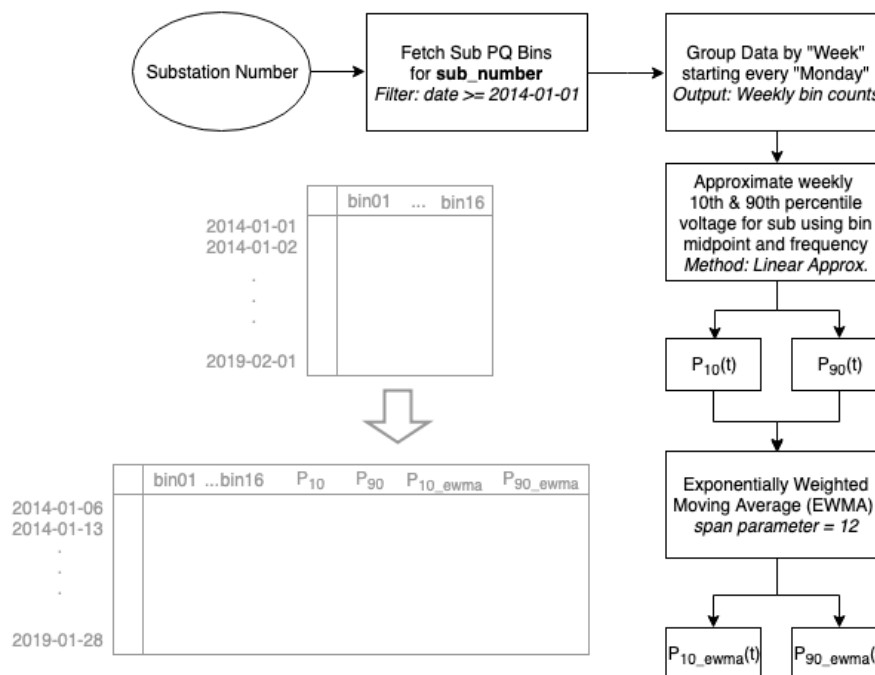 Substation Number
Fetch Sub PQ Bins
for sub_number
Filter: date >= 2014-01-01
Group Data by "Week"
starting every "Monday"
Output: Weekly bin counts
Approximate weekly
10th & 90th percentile
voltage for sub using bin
midpoint and frequency
Method: Linear Approx.
P10(t)
P90(t)
Exponentially Weighted
Moving Average (EWMA)
span parameter = 12
P10_ewma(t)
P90_ewma(
bin01 ... bin16
2014-01-01
2014-01-02
.
.
.
2019-02-01
bin01 ...bin16 P10 P90 P10_ewma P90_ewma
2014-01-06
2014-01-13
.
.
.
2019-01-28